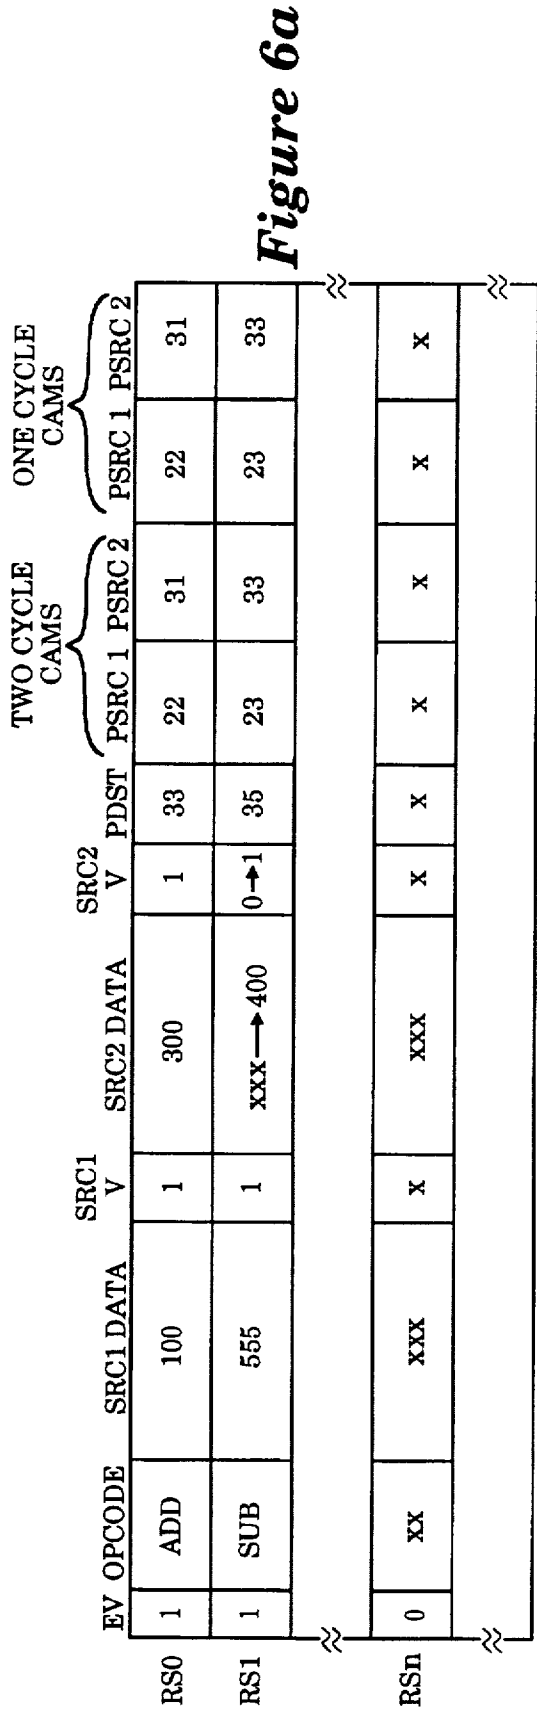 TWO CYCLE CAMS ONE CYCLE CAMS
EV OPCODE SRC1 DATA SRC1 V SRC2 DATA SRC2 V PDST PSRC 1 PSRC 2 PSRC 1 PSRC 2
RS0 1 ADD 100 1 300 1 33 22 31 22 31
RS1 1 SUB 555 1 xxx→400 0→1 35 23 33 23 33
RSn 0 xx xxx x xxx x x x x x x
Figure 6a